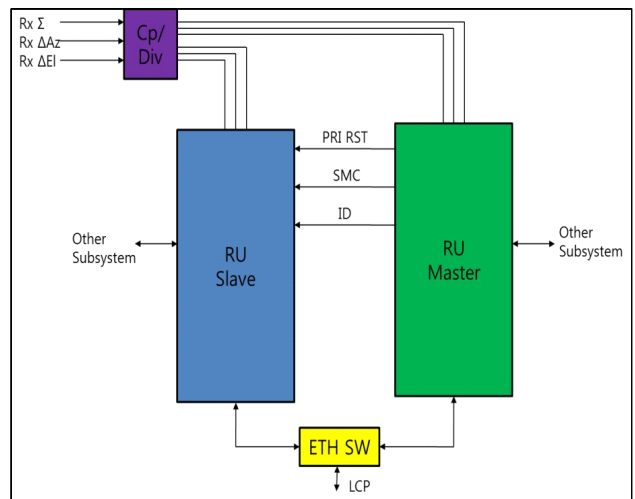 Rx Σ
Rx ΔAz
Rx ΔEl
Cp/
Div
PRI RST
SMC
ID
Other
Subsystem
RU
Slave
RU
Master
Other
Subsystem
ETH SW
LCP